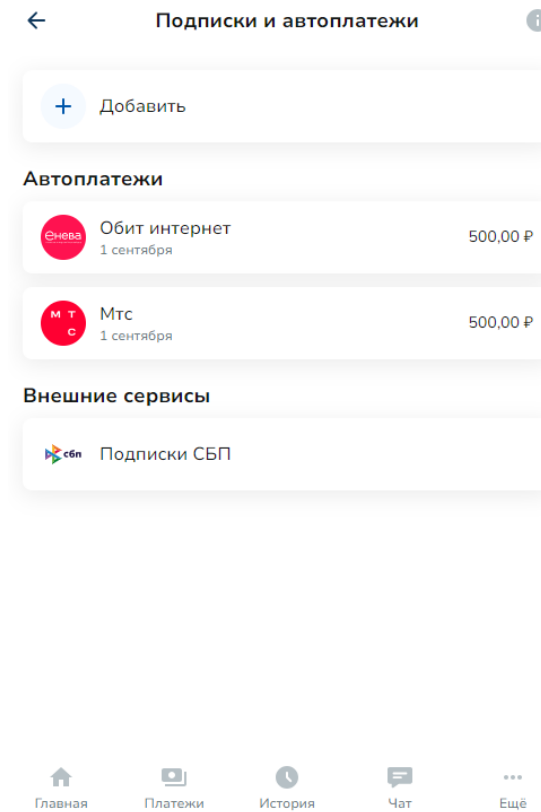 Подписки и автоплатежи
Добавить
Автоплатежи
Обит интернет
1 сентября
500,00 ₽
енева
Мтс
1 сентября
500,00 ₽
М Т
С
Внешние сервисы
сбп
Подписки СБП
Главная
Платежи
История
Чат
Ещё